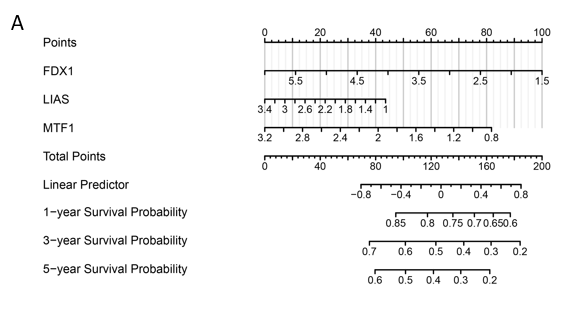 A
Points 0 20 40 60 80 100
FDX1 5.5 4.5 3.5 2.5 1.5
LIAS 3.4 3 2.6 2.2 1.8 1.4 1
MTF1 3.2 2.8 2.4 2 1.6 1.2 0.8
Total Points 0 40 80 120 160 200
Linear Predictor −0.8 −0.4 0 0.4 0.8
1−year Survival Probability 0.85 0.8 0.75 0.7 0.65 0.6
3−year Survival Probability 0.7 0.6 0.5 0.4 0.3 0.2
5−year Survival Probability 0.6 0.5 0.4 0.3 0.2